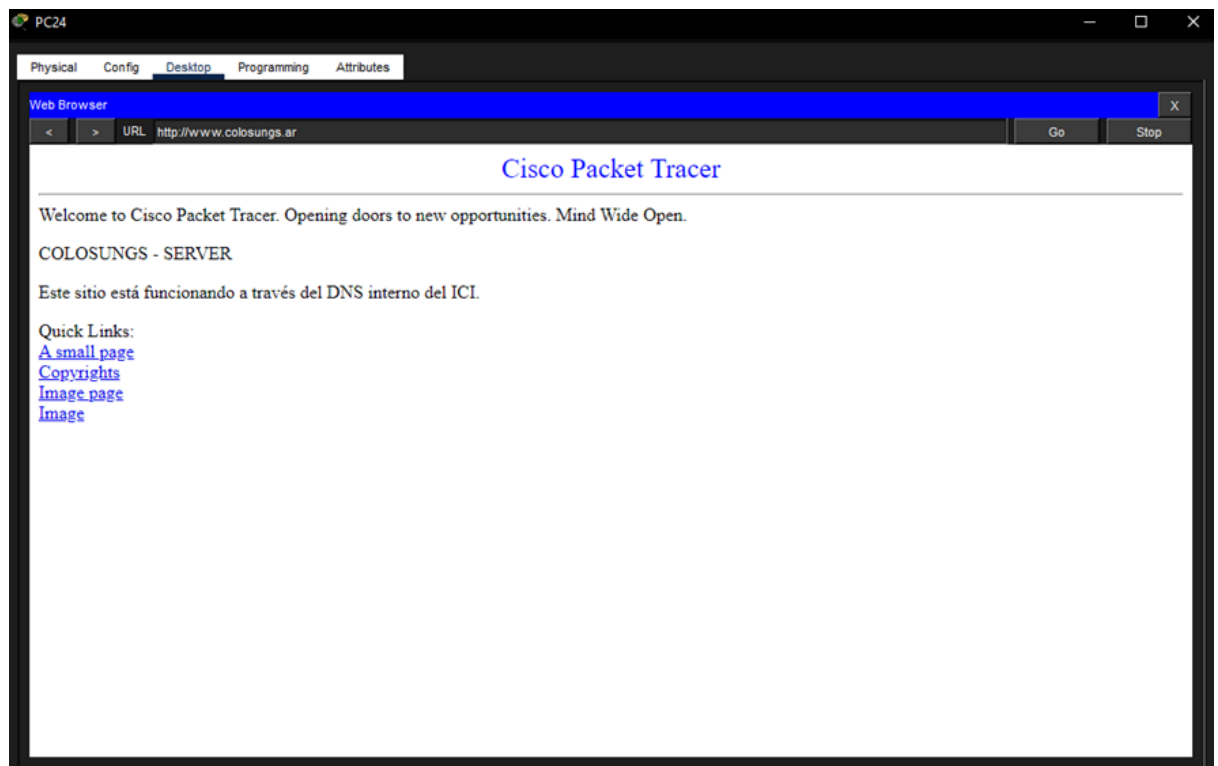 PC24
Physical Config Desktop Programming Attributes
Web Browser
X
< > URL http://www.colosungs.ar Go Stop
Cisco Packet Tracer
Welcome to Cisco Packet Tracer. Opening doors to new opportunities. Mind Wide Open.
COLOSUNGS - SERVER
Este sitio está funcionando a través del DNS interno del ICI.
Quick Links:
A small page
Copyrights
Image page
Image